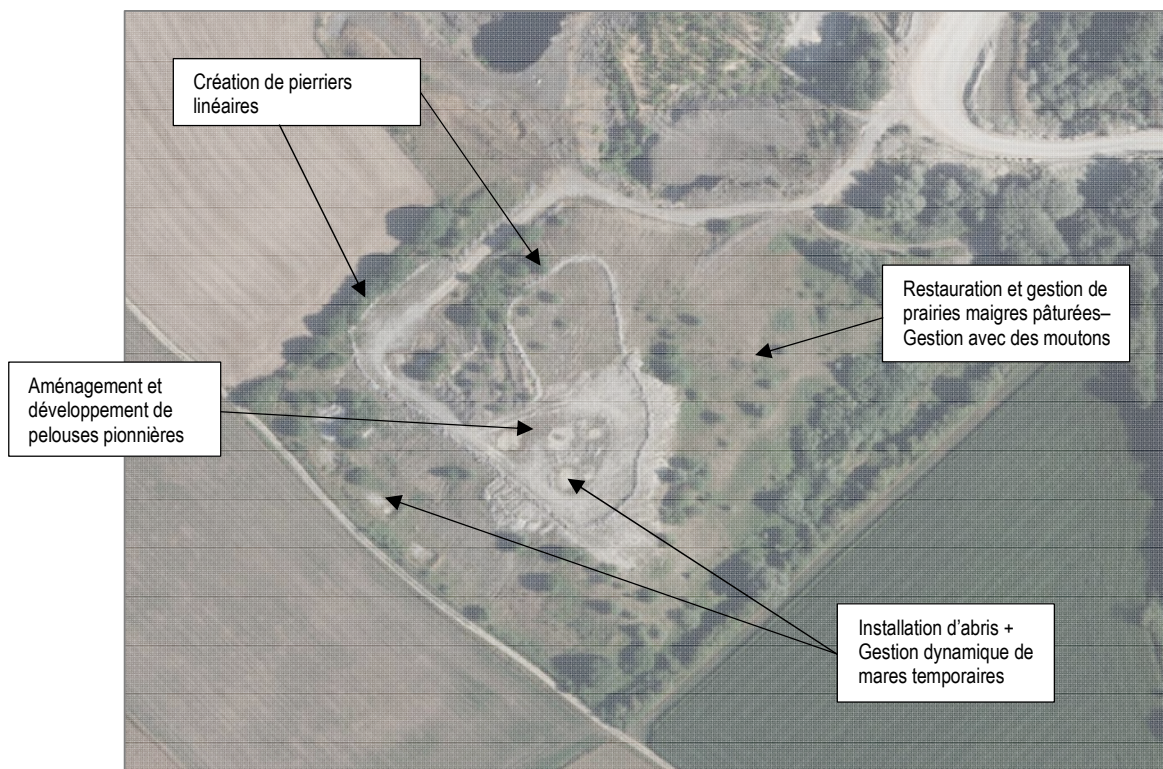 Création de pierriers
linéaires
Restauration et gestion de
prairies maigres pâturées–
Gestion avec des moutons
Aménagement et
développement de
pelouses pionnières
Installation d'abris +
Gestion dynamique de
mares temporaires